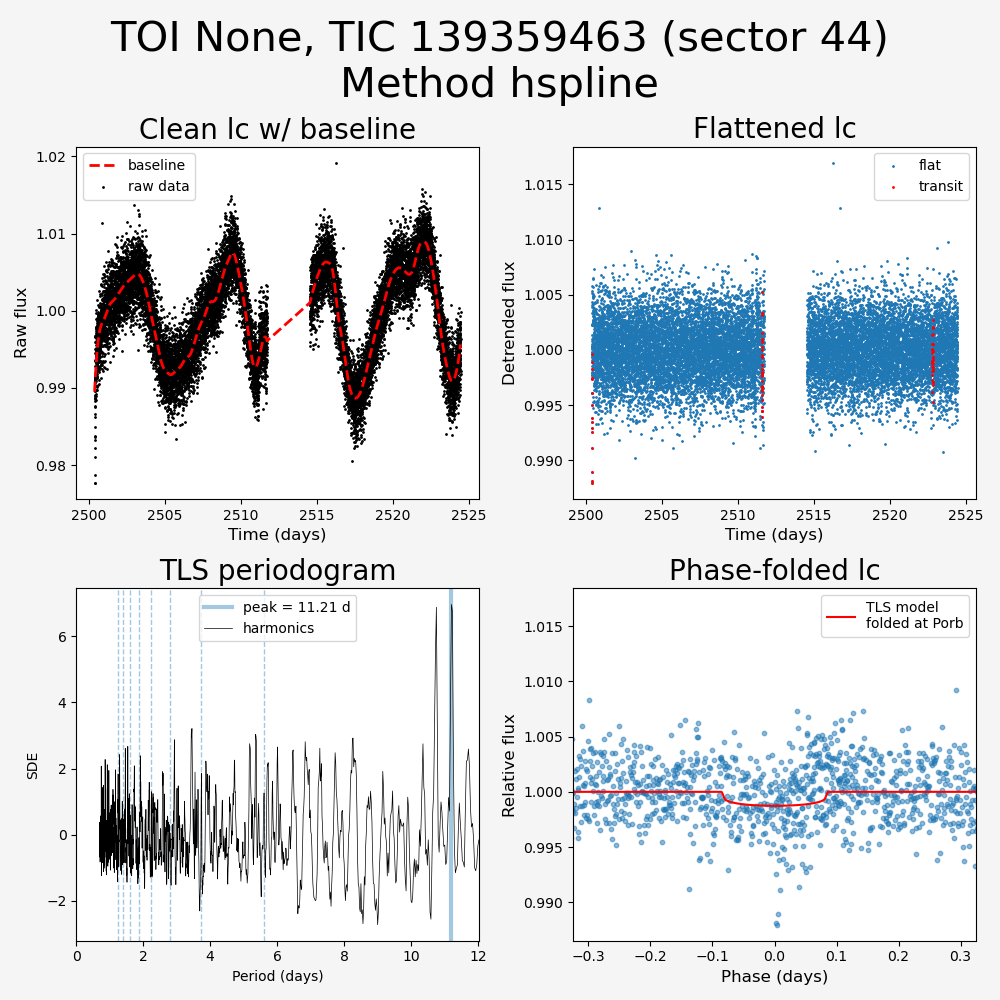 TOI None, TIC 139359463 (sector 44)
Method hspline
Clean lc w/ baseline
baseline
raw data
1.02
1.01
1.00
0.99
0.98
Raw flux
2500
2505
2510
2515
2520
2525
Time (days)
Flattened lc
flat
transit
1.015
1.010
1.005
1.000
0.995
0.990
Detrended flux
2500
2505
2510
2515
2520
2525
Time (days)
TLS periodogram
peak = 11.21 d
harmonics
6
4
2
0
−2
SDE
0
2
4
6
8
10
12
Period (days)
Phase-folded lc
TLS model
folded at Porb
1.015
1.010
1.005
1.000
0.995
0.990
Relative flux
−0.3
−0.2
−0.1
0.0
0.1
0.2
0.3
Phase (days)